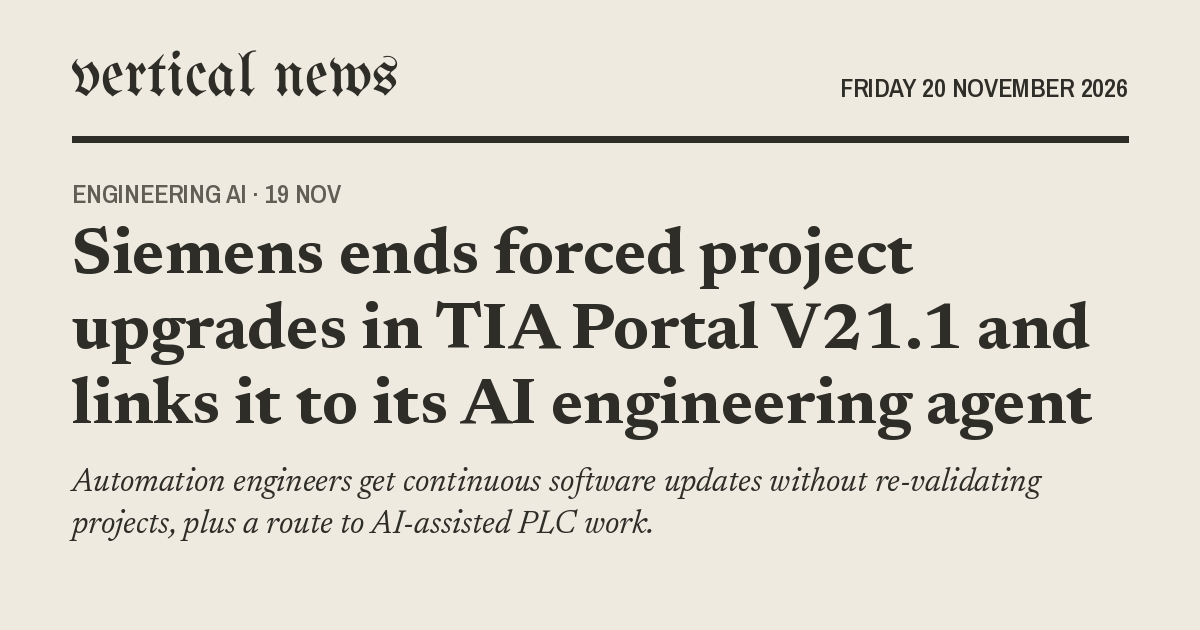 vertical news
FRIDAY 20 NOVEMBER 2026
ENGINEERING AI · 19 NOV
Siemens ends forced project
upgrades in TIA Portal V21.1 and
links it to its AI engineering agent
Automation engineers get continuous software updates without re-validating
projects, plus a route to AI-assisted PLC work.